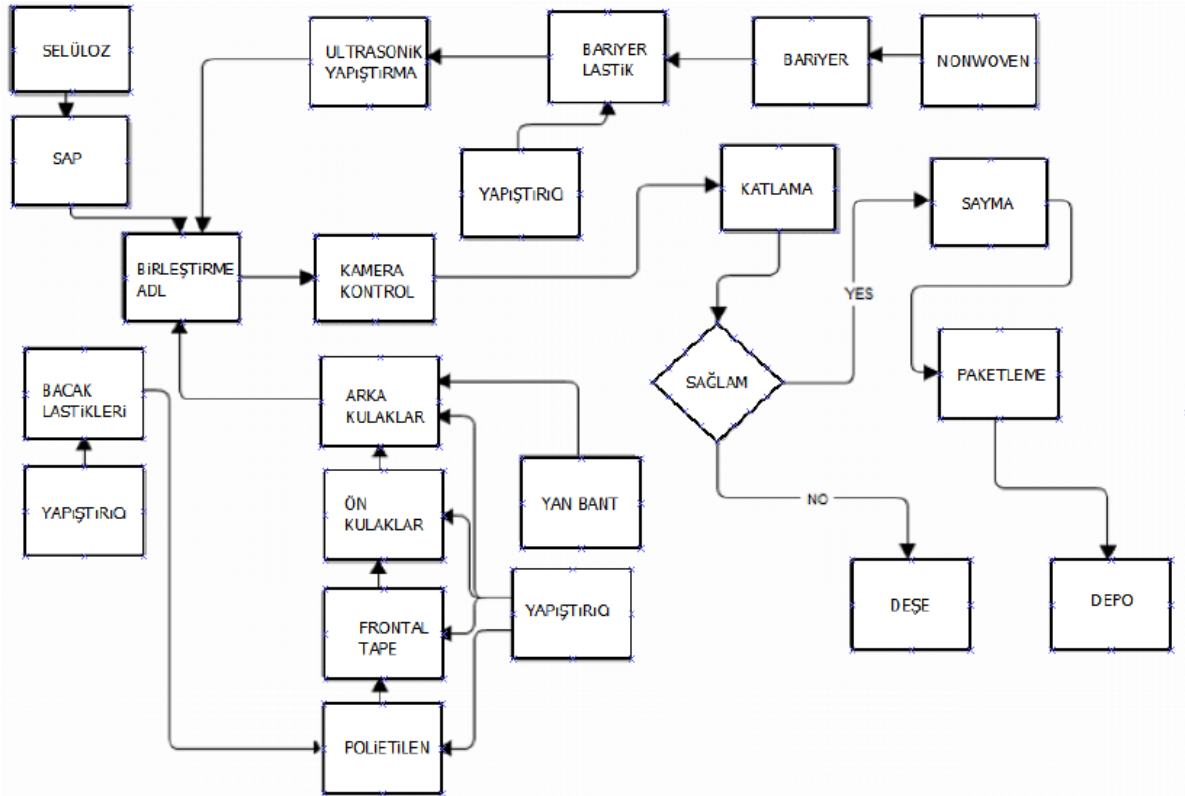 SELÜLOZ
ULTRASONİK
YAPIŞTIRMA
BARİYER
LASTİK
BARİYER
NONWOVEN
SAP
YAPIŞTIRICI
KATLAMA
SAYMA
BİRLEŞTİRME
ADL
KAMERA
KONTROL
YES
BACAK
LASTİKLERİ
ARKA
KULAKLAR
SAĞLAM
PAKETLEME
YAPIŞTIRICI
ÖN
KULAKLAR
YAN BANT
NO
FRONTAL
TAPE
YAPIŞTIRICI
DEŞE
DEPO
POLİETİLEN